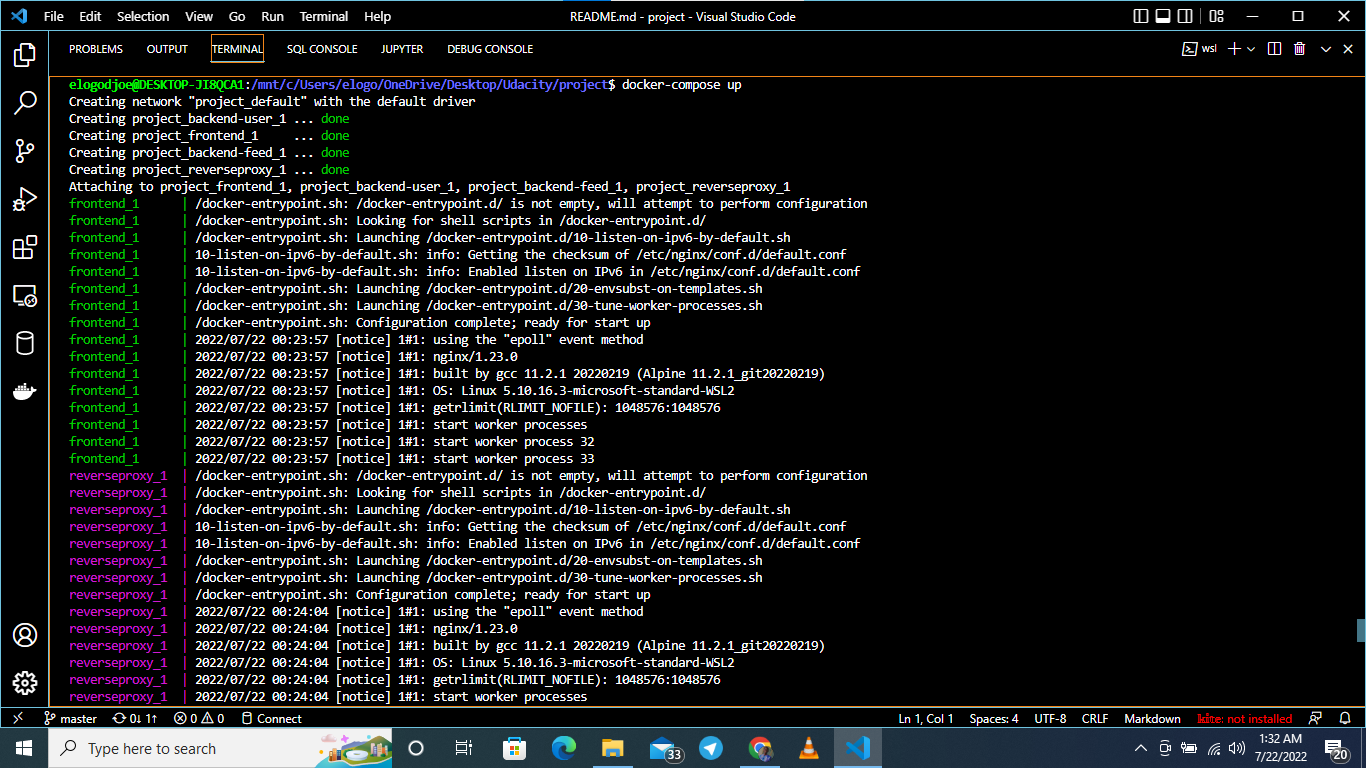 File Edit Selection View Go Run Terminal Help README.md - project - Visual Studio Code
PROBLEMS OUTPUT TERMINAL SQL CONSOLE JUPYTER DEBUG CONSOLE wsl
elogodjoe@DESKTOP-JI8QCA1:/mnt/c/Users/elogo/OneDrive/Desktop/Udacity/project$ docker-compose up
Creating network "project_default" with the default driver
Creating project_backend-user_1 ... done
Creating project_frontend_1     ... done
Creating project_backend-feed_1 ... done
Creating project_reverseproxy_1 ... done
Attaching to project_frontend_1, project_backend-user_1, project_backend-feed_1, project_reverseproxy_1
frontend_1      | /docker-entrypoint.sh: /docker-entrypoint.d/ is not empty, will attempt to perform configuration
frontend_1      | /docker-entrypoint.sh: Looking for shell scripts in /docker-entrypoint.d/
frontend_1      | /docker-entrypoint.sh: Launching /docker-entrypoint.d/10-listen-on-ipv6-by-default.sh
frontend_1      | 10-listen-on-ipv6-by-default.sh: info: Getting the checksum of /etc/nginx/conf.d/default.conf
frontend_1      | 10-listen-on-ipv6-by-default.sh: info: Enabled listen on IPv6 in /etc/nginx/conf.d/default.conf
frontend_1      | /docker-entrypoint.sh: Launching /docker-entrypoint.d/20-envsubst-on-templates.sh
frontend_1      | /docker-entrypoint.sh: Launching /docker-entrypoint.d/30-tune-worker-processes.sh
frontend_1      | /docker-entrypoint.sh: Configuration complete; ready for start up
frontend_1      | 2022/07/22 00:23:57 [notice] 1#1: using the "epoll" event method
frontend_1      | 2022/07/22 00:23:57 [notice] 1#1: nginx/1.23.0
frontend_1      | 2022/07/22 00:23:57 [notice] 1#1: built by gcc 11.2.1 20220219 (Alpine 11.2.1_git20220219)
frontend_1      | 2022/07/22 00:23:57 [notice] 1#1: OS: Linux 5.10.16.3-microsoft-standard-WSL2
frontend_1      | 2022/07/22 00:23:57 [notice] 1#1: getrlimit(RLIMIT_NOFILE): 1048576:1048576
frontend_1      | 2022/07/22 00:23:57 [notice] 1#1: start worker processes
frontend_1      | 2022/07/22 00:23:57 [notice] 1#1: start worker process 32
frontend_1      | 2022/07/22 00:23:57 [notice] 1#1: start worker process 33
reverseproxy_1  | /docker-entrypoint.sh: /docker-entrypoint.d/ is not empty, will attempt to perform configuration
reverseproxy_1  | /docker-entrypoint.sh: Looking for shell scripts in /docker-entrypoint.d/
reverseproxy_1  | /docker-entrypoint.sh: Launching /docker-entrypoint.d/10-listen-on-ipv6-by-default.sh
reverseproxy_1  | 10-listen-on-ipv6-by-default.sh: info: Getting the checksum of /etc/nginx/conf.d/default.conf
reverseproxy_1  | 10-listen-on-ipv6-by-default.sh: info: Enabled listen on IPv6 in /etc/nginx/conf.d/default.conf
reverseproxy_1  | /docker-entrypoint.sh: Launching /docker-entrypoint.d/20-envsubst-on-templates.sh
reverseproxy_1  | /docker-entrypoint.sh: Launching /docker-entrypoint.d/30-tune-worker-processes.sh
reverseproxy_1  | /docker-entrypoint.sh: Configuration complete; ready for start up
reverseproxy_1  | 2022/07/22 00:24:04 [notice] 1#1: using the "epoll" event method
reverseproxy_1  | 2022/07/22 00:24:04 [notice] 1#1: nginx/1.23.0
reverseproxy_1  | 2022/07/22 00:24:04 [notice] 1#1: built by gcc 11.2.1 20220219 (Alpine 11.2.1_git20220219)
reverseproxy_1  | 2022/07/22 00:24:04 [notice] 1#1: OS: Linux 5.10.16.3-microsoft-standard-WSL2
reverseproxy_1  | 2022/07/22 00:24:04 [notice] 1#1: getrlimit(RLIMIT_NOFILE): 1048576:1048576
reverseproxy_1  | 2022/07/22 00:24:04 [notice] 1#1: start worker processes
master 0↓ 1↑ 0 0 Connect Ln 1, Col 1 Spaces: 4 UTF-8 CRLF Markdown kite: not installed
Type here to search 33 1:32 AM
7/22/2022 20